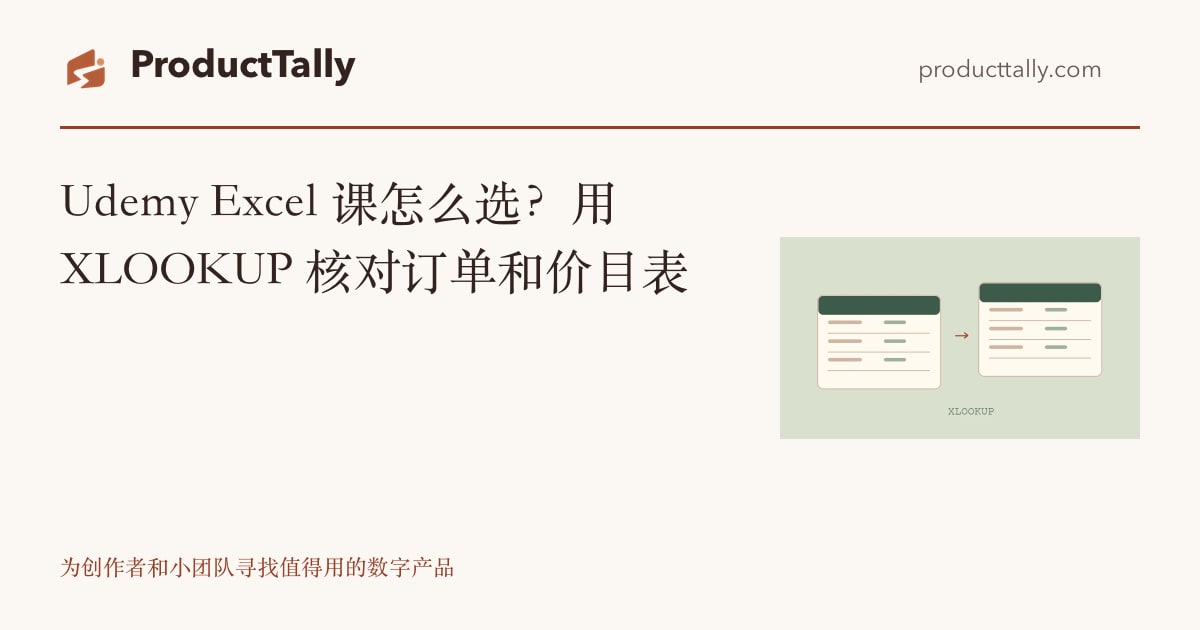 ProductTally
producttally.com
Udemy Excel 课怎么选？用
XLOOKUP 核对订单和价目表
→
XLOOKUP
为创作者和小团队寻找值得用的数字产品